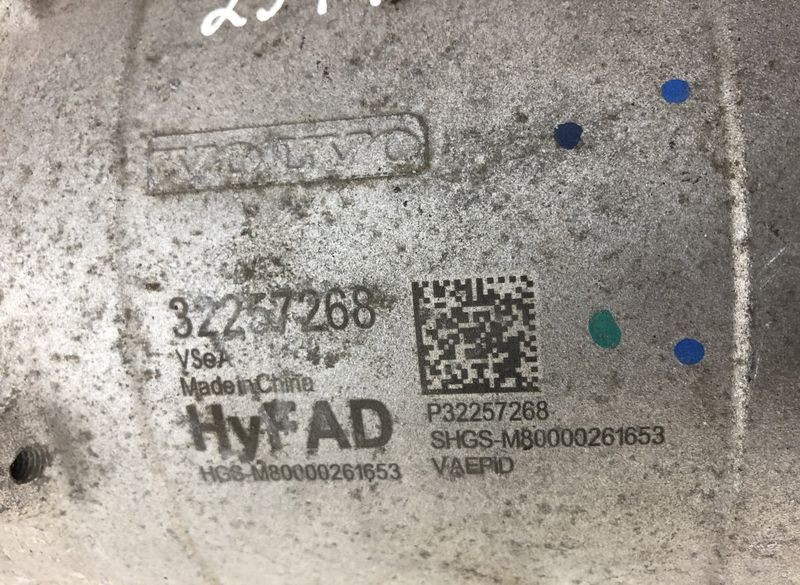 VOLVO
32257268
VSeA
Made in China
HyFAD
HGS-M80000261653
P32257268
SHGS-M80000261653
VAEPID